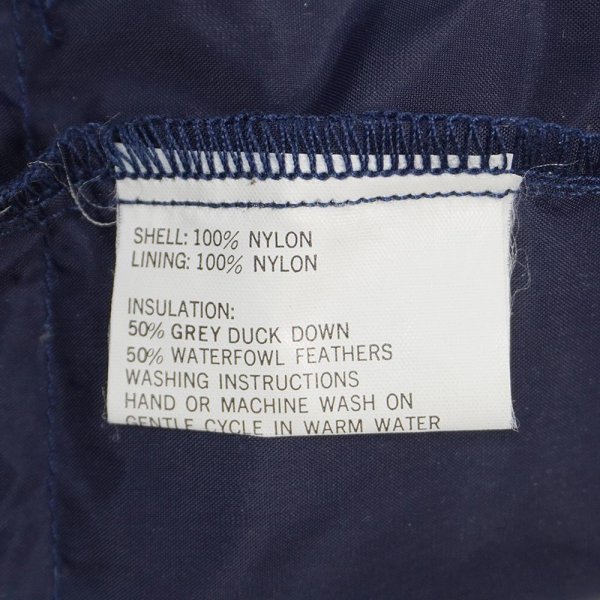 SHELL: 100% NYLON
LINING: 100% NYLON
INSULATION:
50% GREY DUCK DOWN
50% WATERFOWL FEATHERS
WASHING INSTRUCTIONS
HAND OR MACHINE WASH ON
GENTLE CYCLE IN WARM WATER